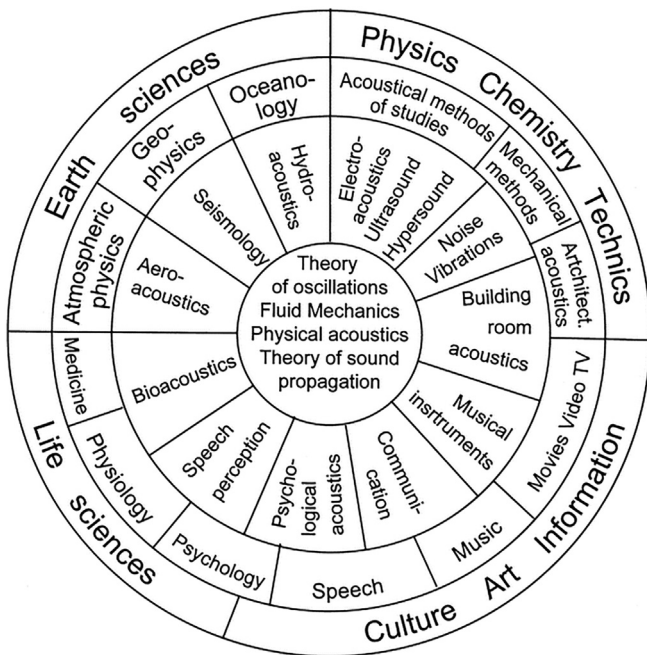 Earth sciences
Physics Chemistry Technics
Life sciences
Culture Art Information
Oceano-
logy
Geo-
physics
Atmospheric
physics
Acoustical methods
of studies
Mechanical
methods
Artchitect.
acoustics
Movies Video TV
Music
Speech
Psychology
Physiology
Medicine
Hydro-
acoustics
Seismology
Aero-
acoustics
Electro-
acoustics
Ultrasound
Hypersound
Noise
Vibrations
Building
room
acoustics
Musical
insrtruments
Communi-
cation
Psycho-
logical
acoustics
Speech
perception
Bioacoustics
Theory
of oscillations
Fluid Mechanics
Physical acoustics
Theory of sound
propagation